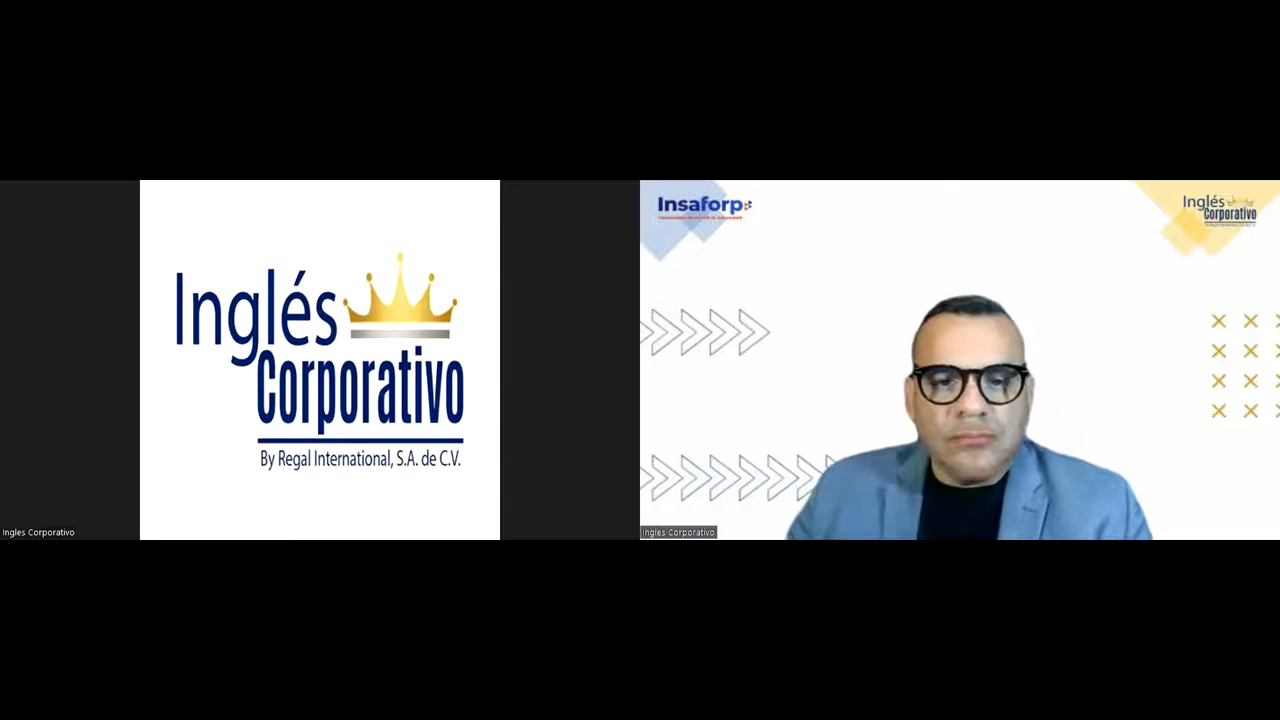 Inglés
Corporativo
By Regal International, S.A. de C.V.
Ingles Corporativo
Insaforp
Inglés
Corporativo
Ingles Corporativo